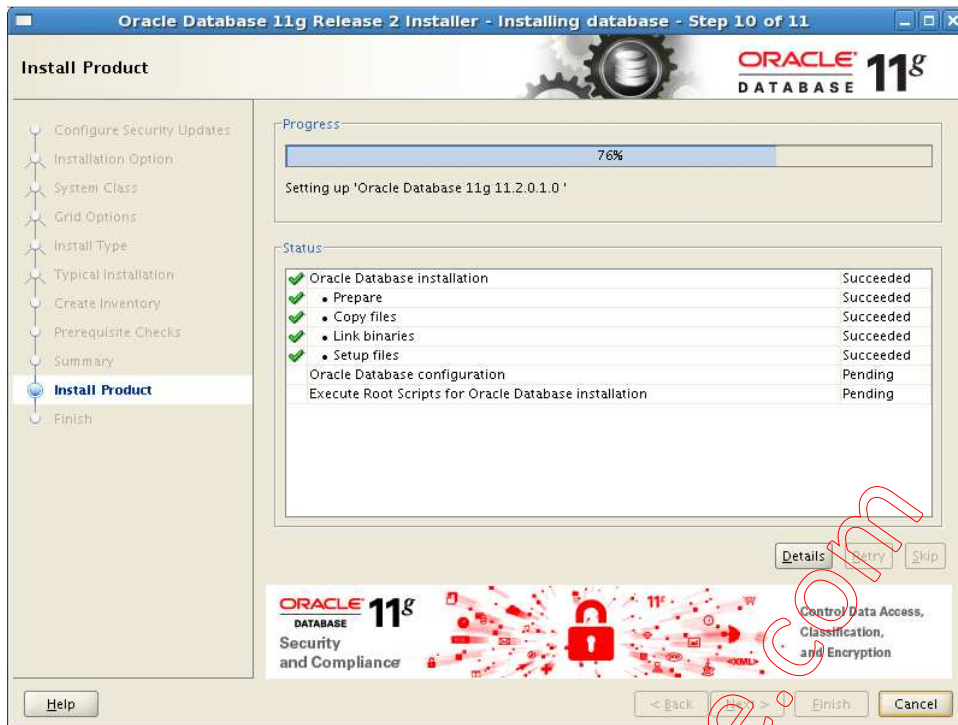 Oracle Database 11g Release 2 Installer - Installing database - Step 10 of 11
Install Product
ORACLE DATABASE 11g
Configure Security Updates
Installation Option
System Class
Grid Options
Install Type
Typical Installation
Create Inventory
Prerequisite Checks
Summary
Install Product
Finish
Progress
76%
Setting up 'Oracle Database 11g 11.2.0.1.0 '
Status
Oracle Database installation Succeeded
• Prepare Succeeded
• Copy files Succeeded
• Link binaries Succeeded
• Setup files Succeeded
Oracle Database configuration Pending
Execute Root Scripts for Oracle Database installation Pending
Details Retry Skip
ORACLE DATABASE 11g
Security
and Compliance
11g
<XML>
Control Data Access,
Classification,
and Encryption
Help < Back Next > Finish Cancel
e.com